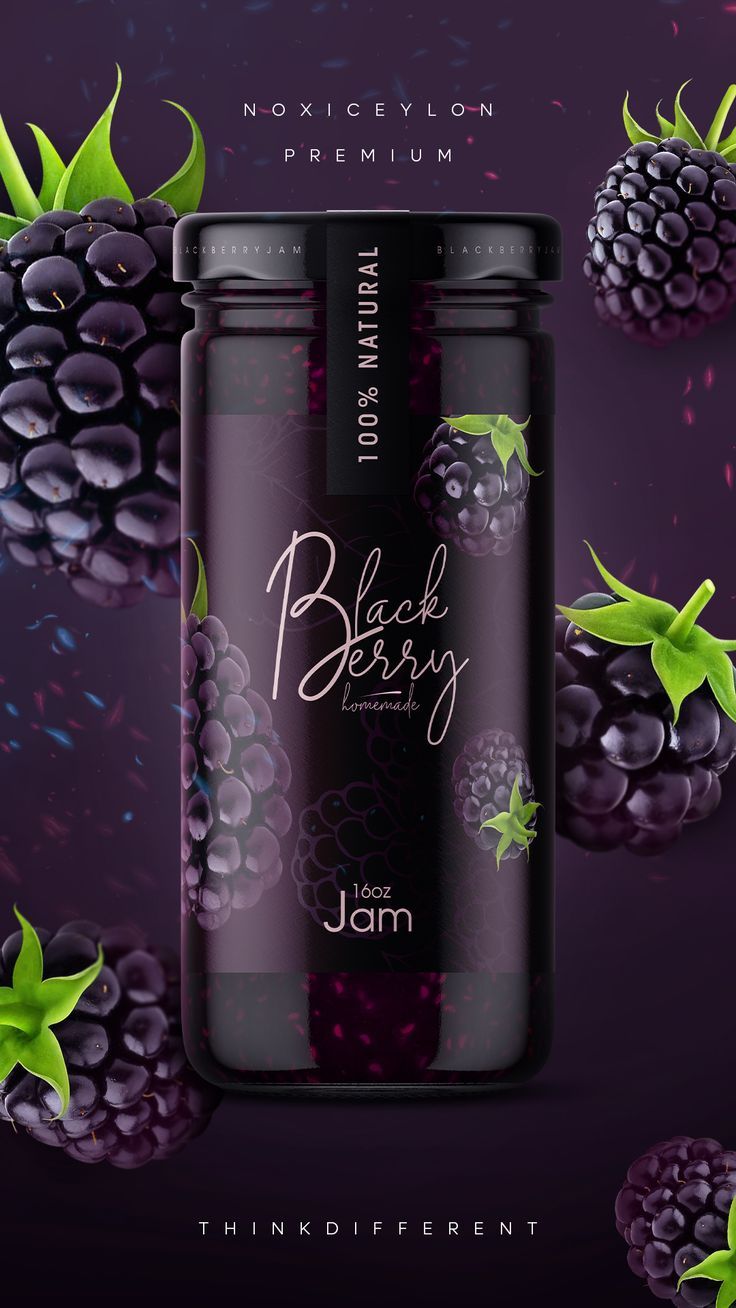 NOXICEYLON
PREMIUM
BLACKBERRYJAM
BLACKBERRYJAM
100% NATURAL
Black
Berry
homemade
16oz
Jam
THINKDIFFERENT